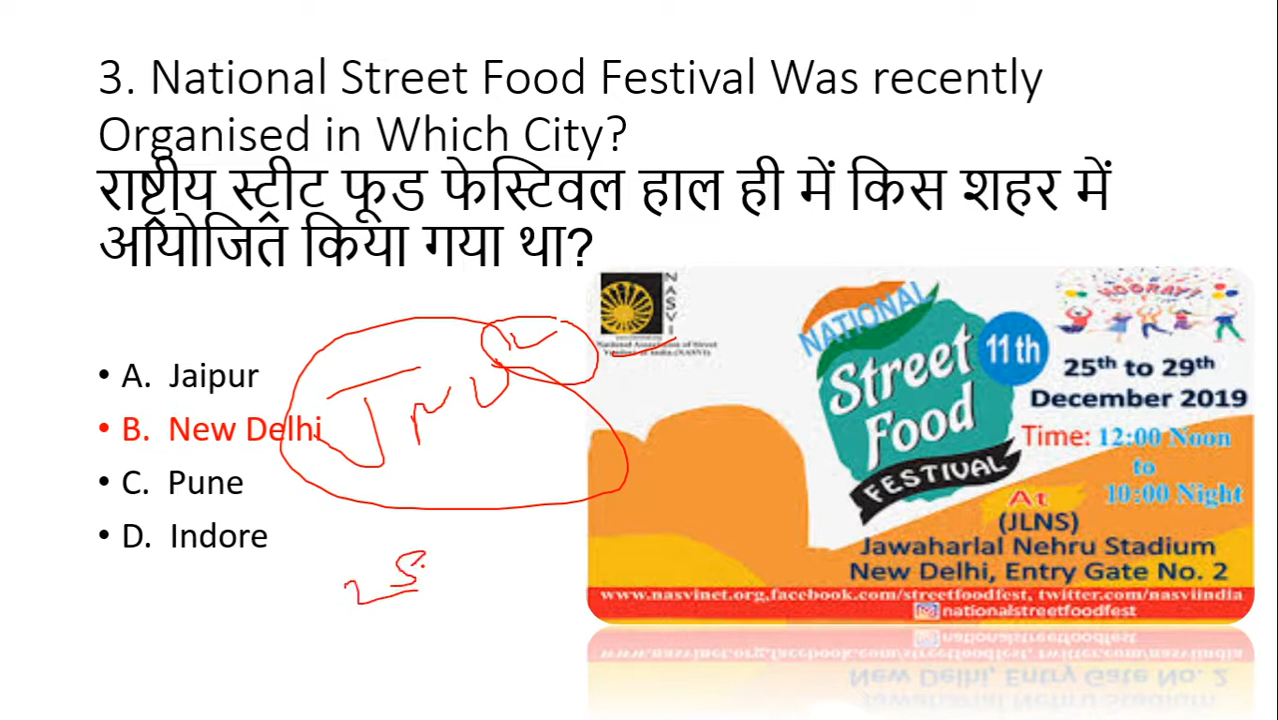 3. National Street Food Festival Was recently
Organised in Which City?
राष्ट्रीय स्ट्रीट फूड फेस्टिवल हाल ही में किस शहर में
आयोजित किया गया था?
• A. Jaipur
• B. New Delhi
• C. Pune
• D. Indore
25
NASVI
National Association of Street
Vendors of India (NASVI)
NATIONAL
Street
Food
FESTIVAL
11th
HOORAY!
25th to 29th
December 2019
Time: 12:00 Noon
to
10:00 Night
At
(JLNS)
Jawaharlal Nehru Stadium
New Delhi, Entry Gate No. 2
www.nasvinet.org,facebook.com/streetfoodfest, twitter.com/nasviindia
nationalstreetfoodfest